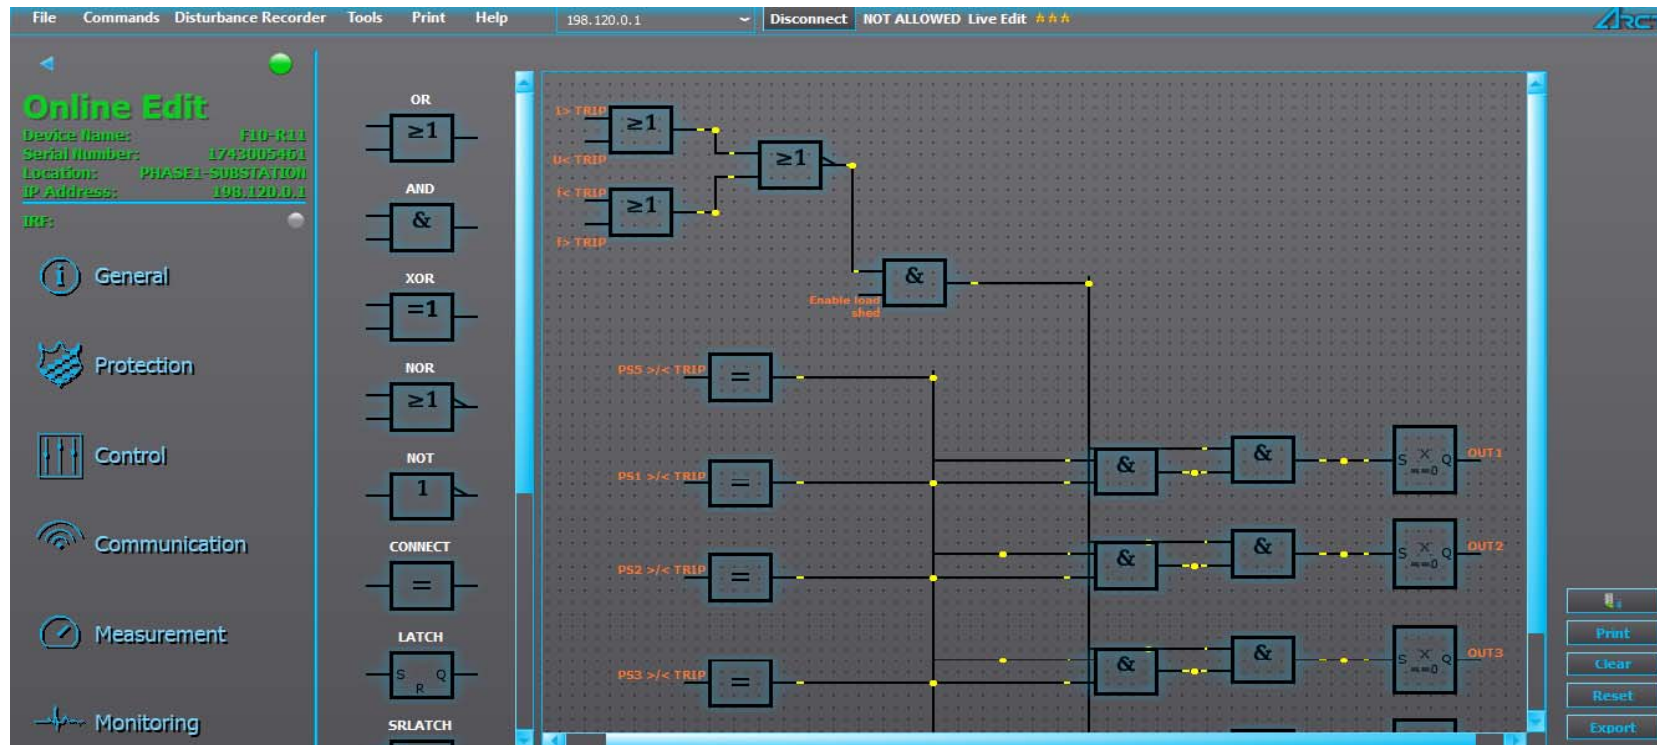 File Commands Disturbance Recorder Tools Print Help 198.120.0.1 Disconnect NOT ALLOWED Live Edit
Online Edit
Device Name: F10-R11
Serial Number: 1743005461
Location: PHASE1-SUBSTATION
IP Address: 198.120.0.1
IRF:
General
Protection
Control
Communication
Measurement
Monitoring
OR
≥1
AND
&
XOR
=1
NOR
≥1
NOT
1
CONNECT
=
LATCH
S Q
R
SRLATCH
I> TRIP
≥1
U< TRIP
≥1
f< TRIP
≥1
f> TRIP
&
Enable load
shed
PS5 >/< TRIP
=
PS1 >/< TRIP
=
&
&
S X Q
==0
OUT1
PS2 >/< TRIP
=
&
&
S X Q
==0
OUT2
PS3 >/< TRIP
=
&
&
S X Q
==0
OUT3
Print
Clear
Reset
Export